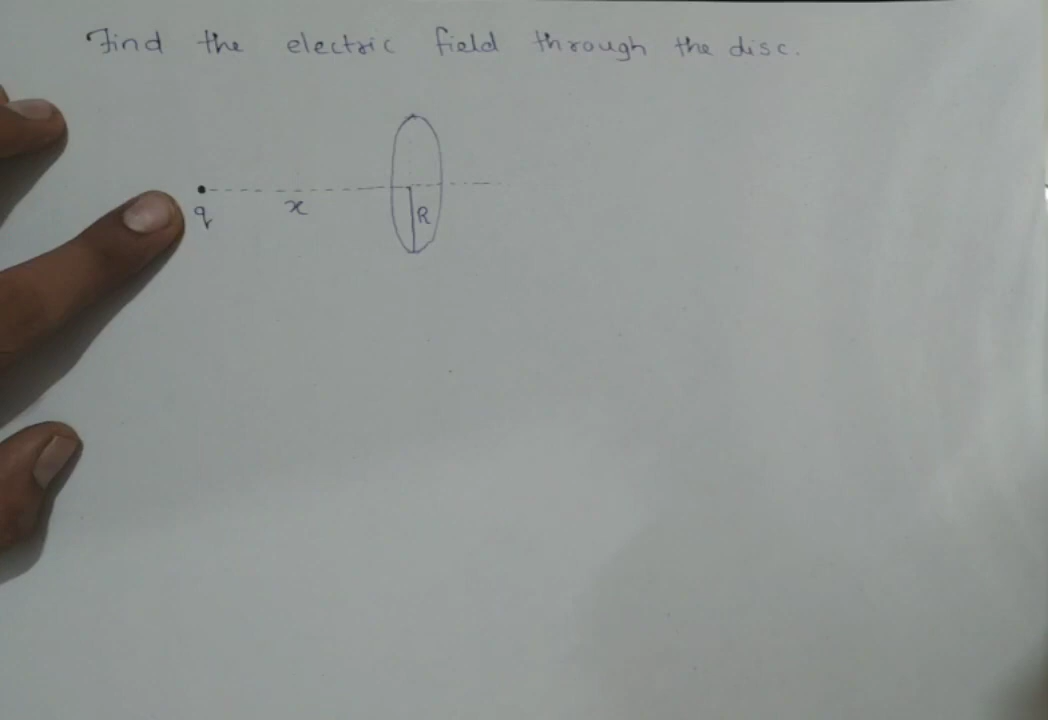 Find the electric field through the disc.
q x R